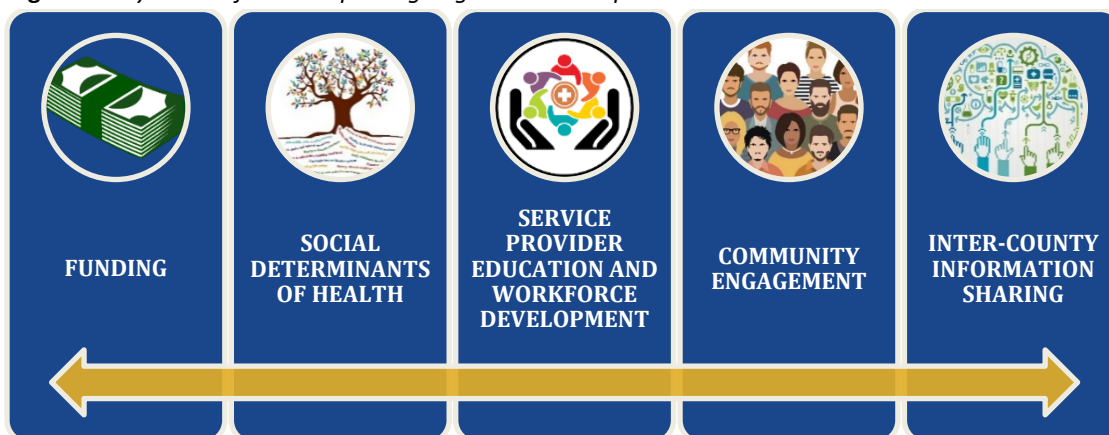 FUNDING
SOCIAL
DETERMINANTS
OF HEALTH
SERVICE
PROVIDER
EDUCATION AND
WORKFORCE
DEVELOPMENT
COMMUNITY
ENGAGEMENT
INTER-COUNTY
INFORMATION
SHARING